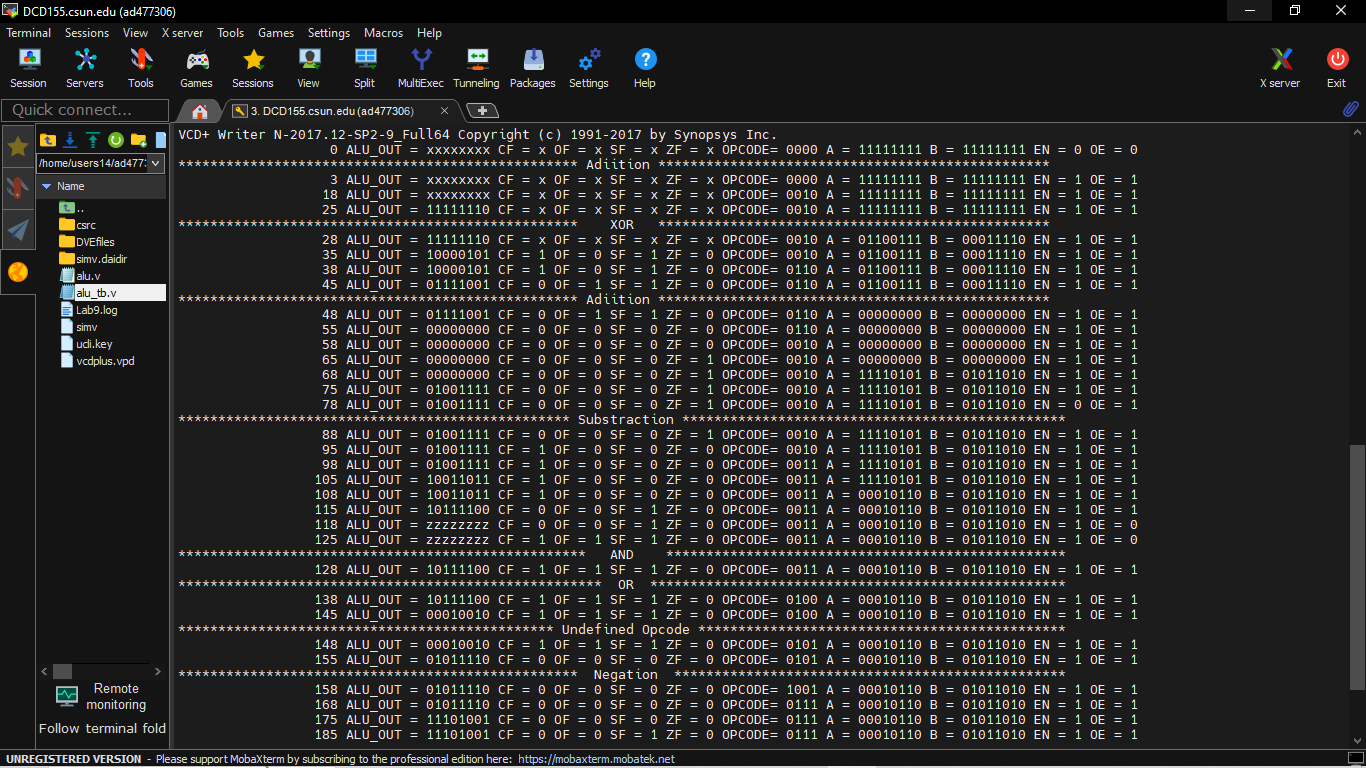 DCD155.csun.edu (ad477306)
Terminal Sessions View X server Tools Games Settings Macros Help
Session Servers Tools Games Sessions View Split MultiExec Tunneling Packages Settings Help X server Exit
Quick connect...
3. DCD155.csun.edu (ad477306)
/home/users14/ad477
Name
..
csrc
DVEfiles
simv.daidir
alu.v
alu_tb.v
Lab9.log
simv
ucli.key
vcdplus.vpd
Remote
monitoring
Follow terminal fold
VCD+ Writer N-2017.12-SP2-9_Full64 Copyright (c) 1991-2017 by Synopsys Inc.
0 ALU_OUT = xxxxxxxx CF = x OF = x SF = x ZF = x OPCODE= 0000 A = 11111111 B = 11111111 EN = 0 OE = 0
************************************************** Adiition *************************************************
3 ALU_OUT = xxxxxxxx CF = x OF = x SF = x ZF = x OPCODE= 0000 A = 11111111 B = 11111111 EN = 1 OE = 1
18 ALU_OUT = xxxxxxxx CF = x OF = x SF = x ZF = x OPCODE= 0010 A = 11111111 B = 11111111 EN = 1 OE = 1
25 ALU_OUT = 11111110 CF = x OF = x SF = x ZF = x OPCODE= 0010 A = 11111111 B = 11111111 EN = 1 OE = 1
************************************************** XOR *************************************************
28 ALU_OUT = 11111110 CF = x OF = x SF = x ZF = x OPCODE= 0010 A = 01100111 B = 00011110 EN = 1 OE = 1
35 ALU_OUT = 10000101 CF = 1 OF = 0 SF = 1 ZF = 0 OPCODE= 0010 A = 01100111 B = 00011110 EN = 1 OE = 1
38 ALU_OUT = 10000101 CF = 1 OF = 0 SF = 1 ZF = 0 OPCODE= 0110 A = 01100111 B = 00011110 EN = 1 OE = 1
45 ALU_OUT = 01111001 CF = 0 OF = 1 SF = 1 ZF = 0 OPCODE= 0110 A = 01100111 B = 00011110 EN = 1 OE = 1
************************************************** Adiition *************************************************
48 ALU_OUT = 01111001 CF = 0 OF = 1 SF = 1 ZF = 0 OPCODE= 0110 A = 00000000 B = 00000000 EN = 1 OE = 1
55 ALU_OUT = 00000000 CF = 0 OF = 0 SF = 0 ZF = 0 OPCODE= 0110 A = 00000000 B = 00000000 EN = 1 OE = 1
58 ALU_OUT = 00000000 CF = 0 OF = 0 SF = 0 ZF = 0 OPCODE= 0010 A = 00000000 B = 00000000 EN = 1 OE = 1
65 ALU_OUT = 00000000 CF = 0 OF = 0 SF = 0 ZF = 1 OPCODE= 0010 A = 00000000 B = 00000000 EN = 1 OE = 1
68 ALU_OUT = 00000000 CF = 0 OF = 0 SF = 0 ZF = 1 OPCODE= 0010 A = 11110101 B = 01011010 EN = 1 OE = 1
75 ALU_OUT = 01001111 CF = 0 OF = 0 SF = 0 ZF = 1 OPCODE= 0010 A = 11110101 B = 01011010 EN = 1 OE = 1
78 ALU_OUT = 01001111 CF = 0 OF = 0 SF = 0 ZF = 1 OPCODE= 0010 A = 11110101 B = 01011010 EN = 0 OE = 1
************************************************* Substraction ************************************************
88 ALU_OUT = 01001111 CF = 0 OF = 0 SF = 0 ZF = 1 OPCODE= 0010 A = 11110101 B = 01011010 EN = 1 OE = 1
95 ALU_OUT = 01001111 CF = 1 OF = 0 SF = 0 ZF = 0 OPCODE= 0010 A = 11110101 B = 01011010 EN = 1 OE = 1
98 ALU_OUT = 01001111 CF = 1 OF = 0 SF = 0 ZF = 0 OPCODE= 0011 A = 11110101 B = 01011010 EN = 1 OE = 1
105 ALU_OUT = 10011011 CF = 1 OF = 0 SF = 1 ZF = 0 OPCODE= 0011 A = 11110101 B = 01011010 EN = 1 OE = 1
108 ALU_OUT = 10011011 CF = 1 OF = 0 SF = 1 ZF = 0 OPCODE= 0011 A = 00010110 B = 01011010 EN = 1 OE = 1
115 ALU_OUT = 10111100 CF = 0 OF = 0 SF = 1 ZF = 0 OPCODE= 0011 A = 00010110 B = 01011010 EN = 1 OE = 1
118 ALU_OUT = zzzzzzzz CF = 0 OF = 0 SF = 1 ZF = 0 OPCODE= 0011 A = 00010110 B = 01011010 EN = 1 OE = 0
125 ALU_OUT = zzzzzzzz CF = 1 OF = 0 SF = 1 ZF = 0 OPCODE= 0011 A = 00010110 B = 01011010 EN = 1 OE = 0
*************************************************** AND **************************************************
128 ALU_OUT = 10111100 CF = 1 OF = 1 SF = 1 ZF = 0 OPCODE= 0011 A = 00010110 B = 01011010 EN = 1 OE = 1
***************************************************** OR ****************************************************
138 ALU_OUT = 10111100 CF = 1 OF = 1 SF = 1 ZF = 0 OPCODE= 0100 A = 00010110 B = 01011010 EN = 1 OE = 1
145 ALU_OUT = 00010010 CF = 1 OF = 1 SF = 1 ZF = 0 OPCODE= 0100 A = 00010110 B = 01011010 EN = 1 OE = 1
*********************************************** Undefined Opcode **********************************************
148 ALU_OUT = 00010010 CF = 1 OF = 1 SF = 1 ZF = 0 OPCODE= 0101 A = 00010110 B = 01011010 EN = 1 OE = 1
155 ALU_OUT = 01011110 CF = 0 OF = 0 SF = 0 ZF = 0 OPCODE= 0101 A = 00010110 B = 01011010 EN = 1 OE = 1
************************************************** Negation *************************************************
158 ALU_OUT = 01011110 CF = 0 OF = 0 SF = 0 ZF = 0 OPCODE= 1001 A = 00010110 B = 01011010 EN = 1 OE = 1
168 ALU_OUT = 01011110 CF = 0 OF = 0 SF = 0 ZF = 0 OPCODE= 0111 A = 00010110 B = 01011010 EN = 1 OE = 1
175 ALU_OUT = 11101001 CF = 0 OF = 0 SF = 0 ZF = 0 OPCODE= 0111 A = 00010110 B = 01011010 EN = 1 OE = 1
185 ALU_OUT = 11101001 CF = 0 OF = 0 SF = 1 ZF = 0 OPCODE= 0111 A = 00010110 B = 01011010 EN = 1 OE = 1
UNREGISTERED VERSION - Please support MobaXterm by subscribing to the professional edition here: https://mobaxterm.mobatek.net